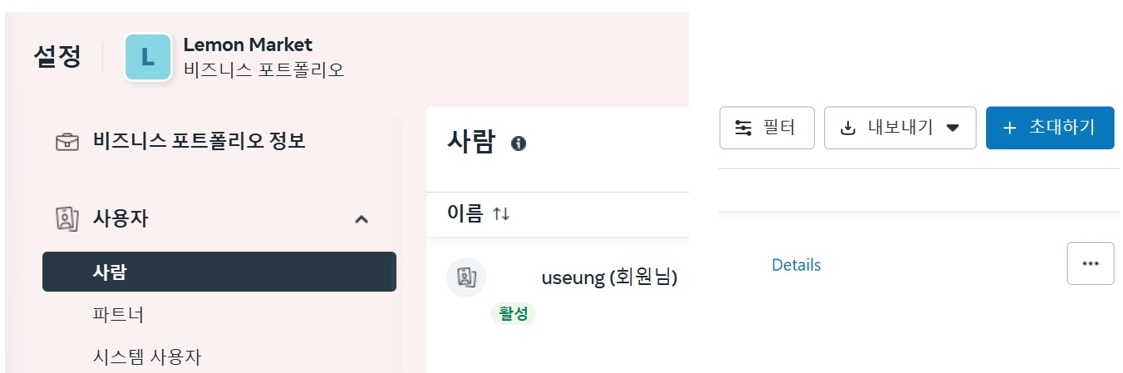 설정
L
Lemon Market
비즈니스 포트폴리오
비즈니스 포트폴리오 정보
사용자
사람
파트너
시스템 사용자
사람
필터
내보내기
+ 초대하기
이름 ↑↓
useung (회원님)
활성
Details